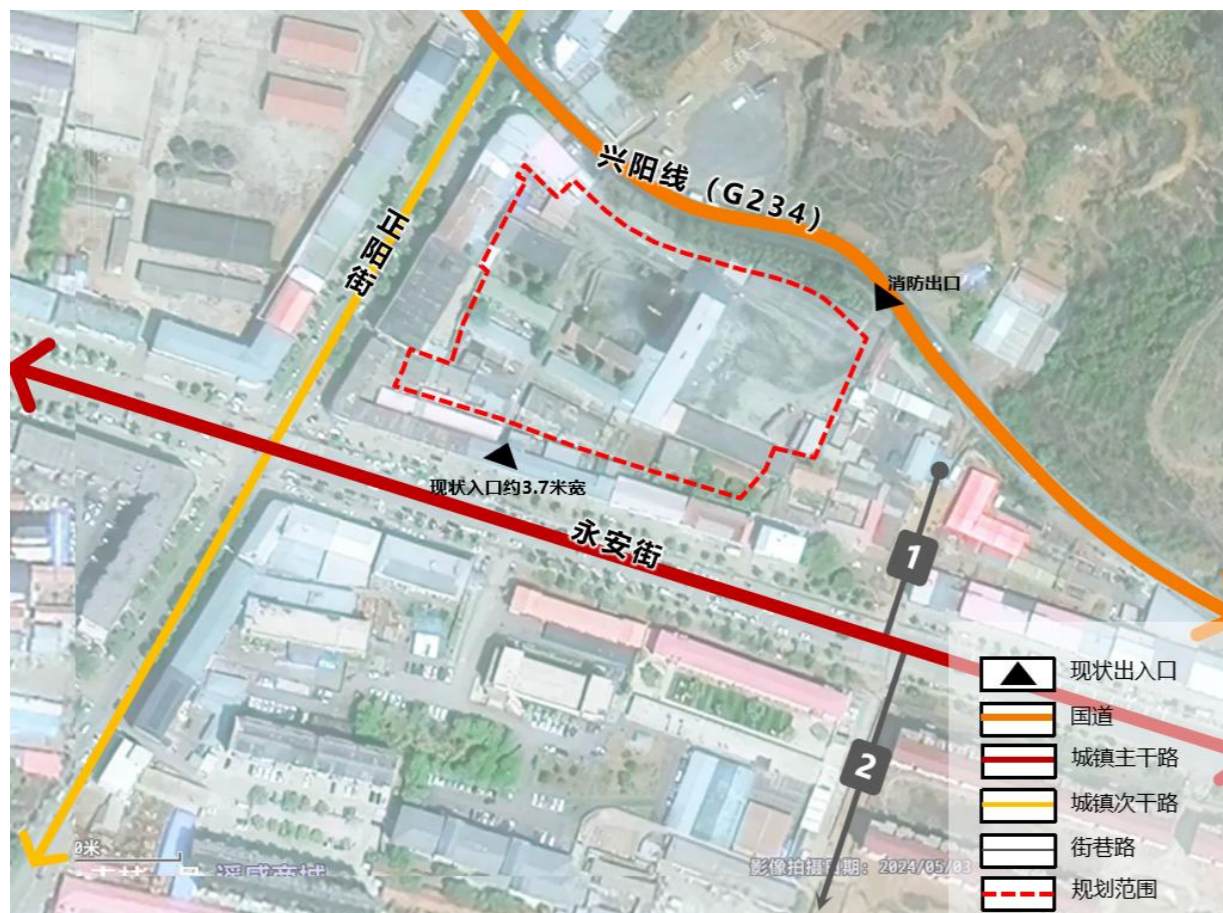 兴阳线（G234）
正阳街
消防出口
现状入口约3.7米宽
永安街
1
2
现状出入口
国道
城镇主干路
城镇次干路
街巷路
规划范围
0米
影像拍摄日期: 2024/05/03